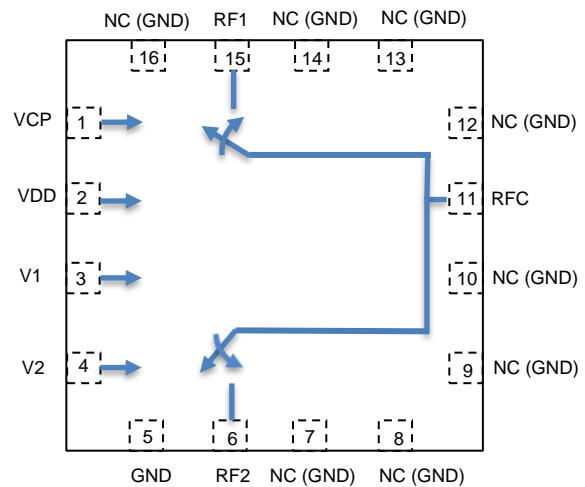 NC (GND) RF1 NC (GND) NC (GND)
16 15 14 13
VCP 1 12 NC (GND)
VDD 2 11 RFC
V1 3 10 NC (GND)
V2 4 9 NC (GND)
5 6 7 8
GND RF2 NC (GND) NC (GND)